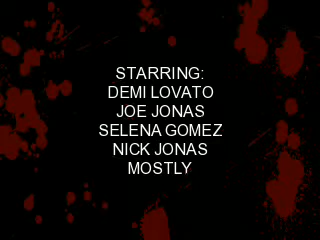 STARRING:
DEMI LOVATO
JOE JONAS
SELENA GOMEZ
NICK JONAS
MOSTLY